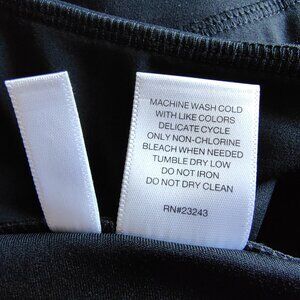 MACHINE WASH COLD
WITH LIKE COLORS
DELICATE CYCLE
ONLY NON-CHLORINE
BLEACH WHEN NEEDED
TUMBLE DRY LOW
DO NOT IRON
DO NOT DRY CLEAN
RN#23243